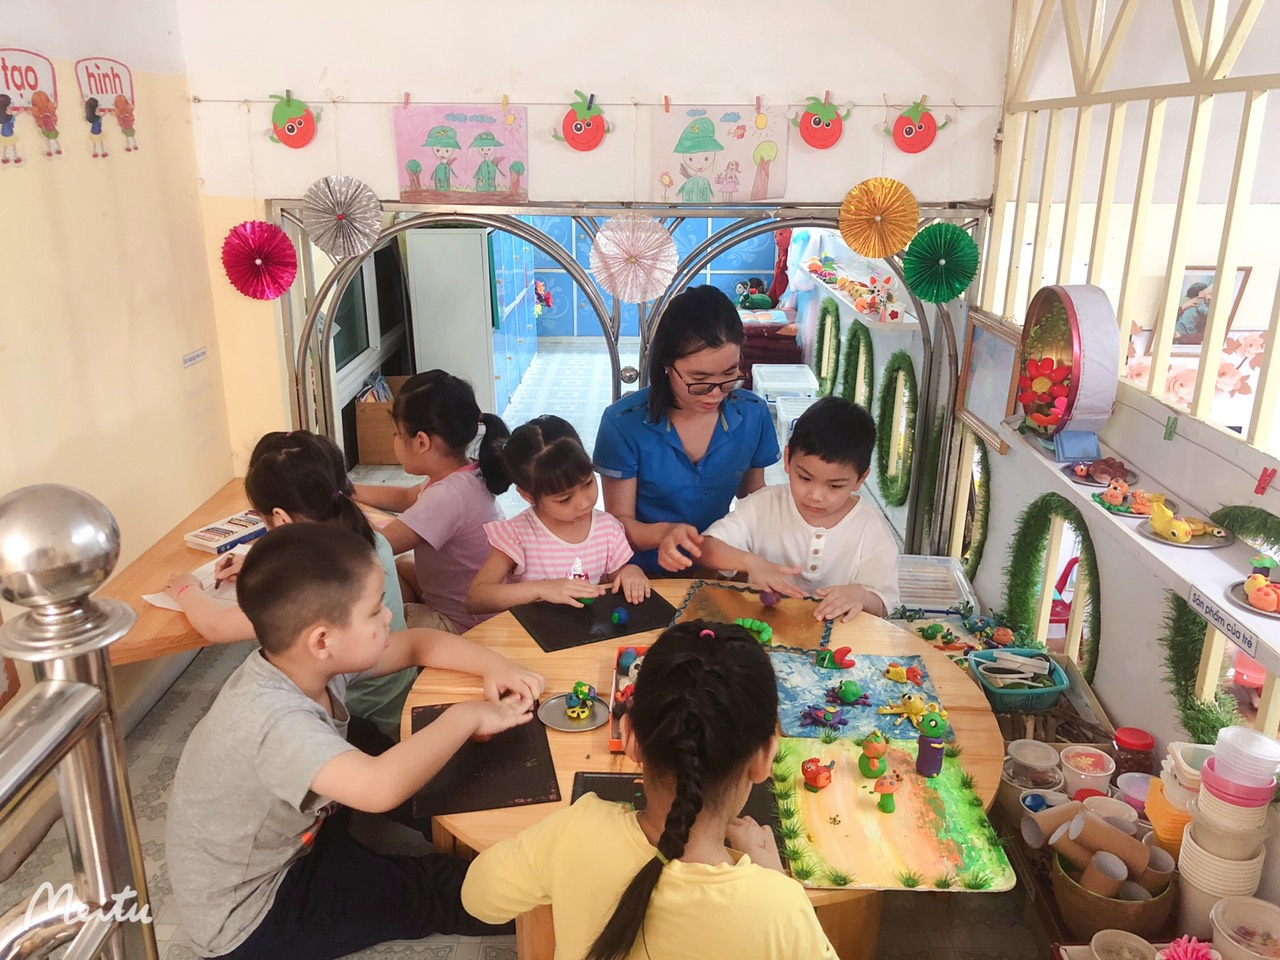 tạo
hình
Sản phẩm của trẻ
Meitu